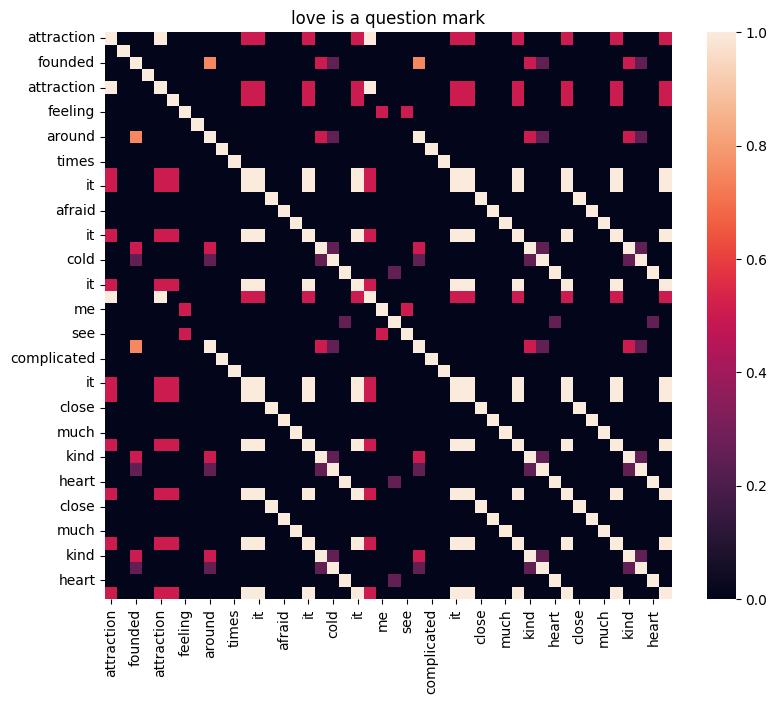 love is a question mark
attraction
founded
attraction
feeling
around
times
it
afraid
it
cold
it
me
see
complicated
it
close
much
kind
heart
close
much
kind
heart
1.0
0.8
0.6
0.4
0.2
0.0
attraction
founded
attraction
feeling
around
times
it
afraid
it
cold
it
me
see
complicated
it
close
much
kind
heart
close
much
kind
heart